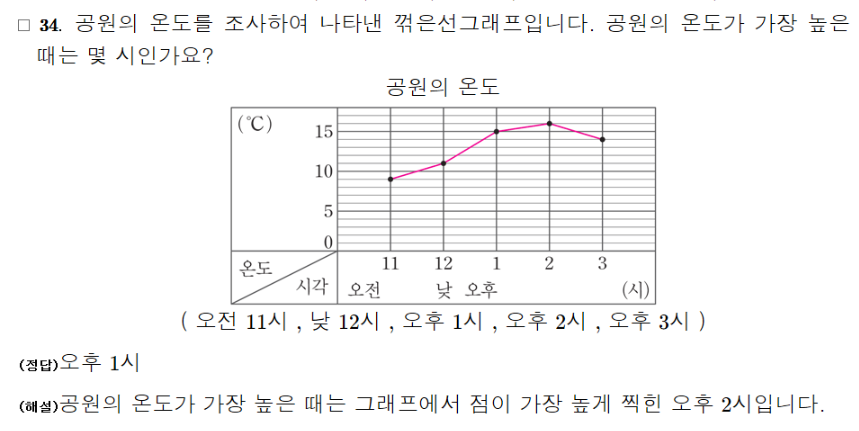 □ 34. 공원의 온도를 조사하여 나타낸 꺾은선그래프입니다. 공원의 온도가 가장 높은
때는 몇 시인가요?
공원의 온도
(℃)
15
10
5
0
온도
시각
11 12 1 2 3
오전 낮 오후 (시)
( 오전 11시 , 낮 12시 , 오후 1시 , 오후 2시 , 오후 3시 )
(정답)오후 1시
(해설)공원의 온도가 가장 높은 때는 그래프에서 점이 가장 높게 찍힌 오후 2시입니다.